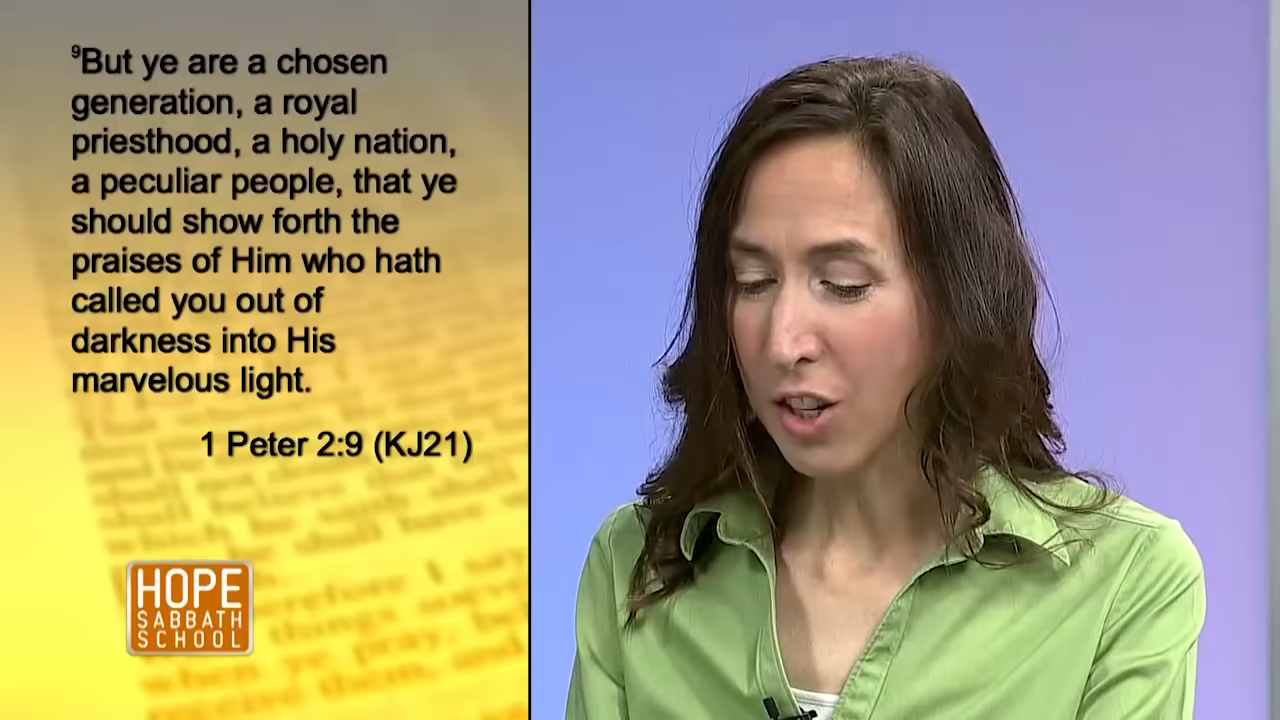 ⁹But ye are a chosen
generation, a royal
priesthood, a holy nation,
a peculiar people, that ye
should show forth the
praises of Him who hath
called you out of
darkness into His
marvelous light.
1 Peter 2:9 (KJ21)
HOPE
SABBATH
SCHOOL